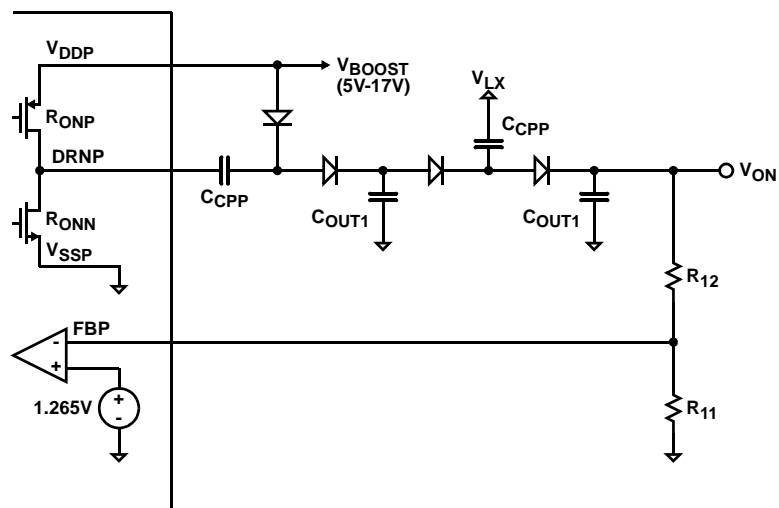 VDDP
VBOOST
(5V-17V)
VLX
RONP
CCPP
DRNP
CCPP
VON
RONN
COUT1
COUT1
VSSP
R12
FBP
-
+
1.265V
+
-
R11